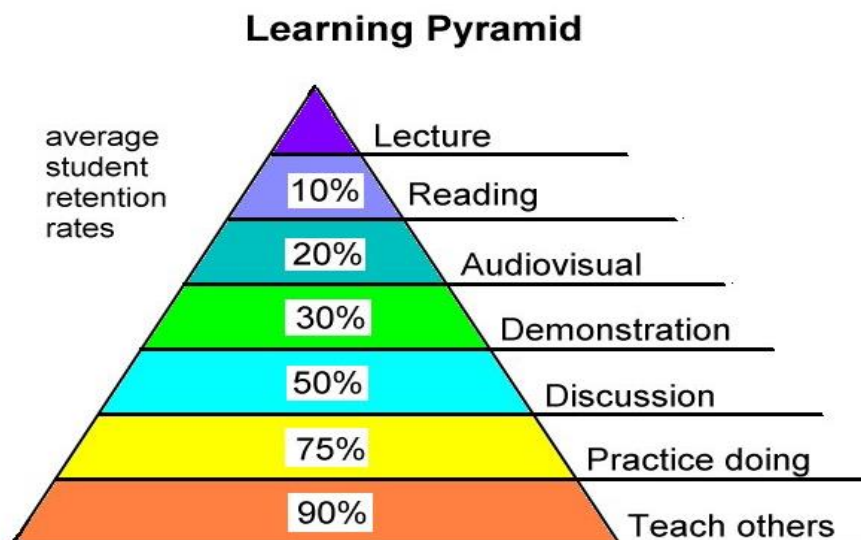 Learning Pyramid
average
student
retention
rates
Lecture
10% Reading
20% Audiovisual
30% Demonstration
50% Discussion
75% Practice doing
90% Teach others